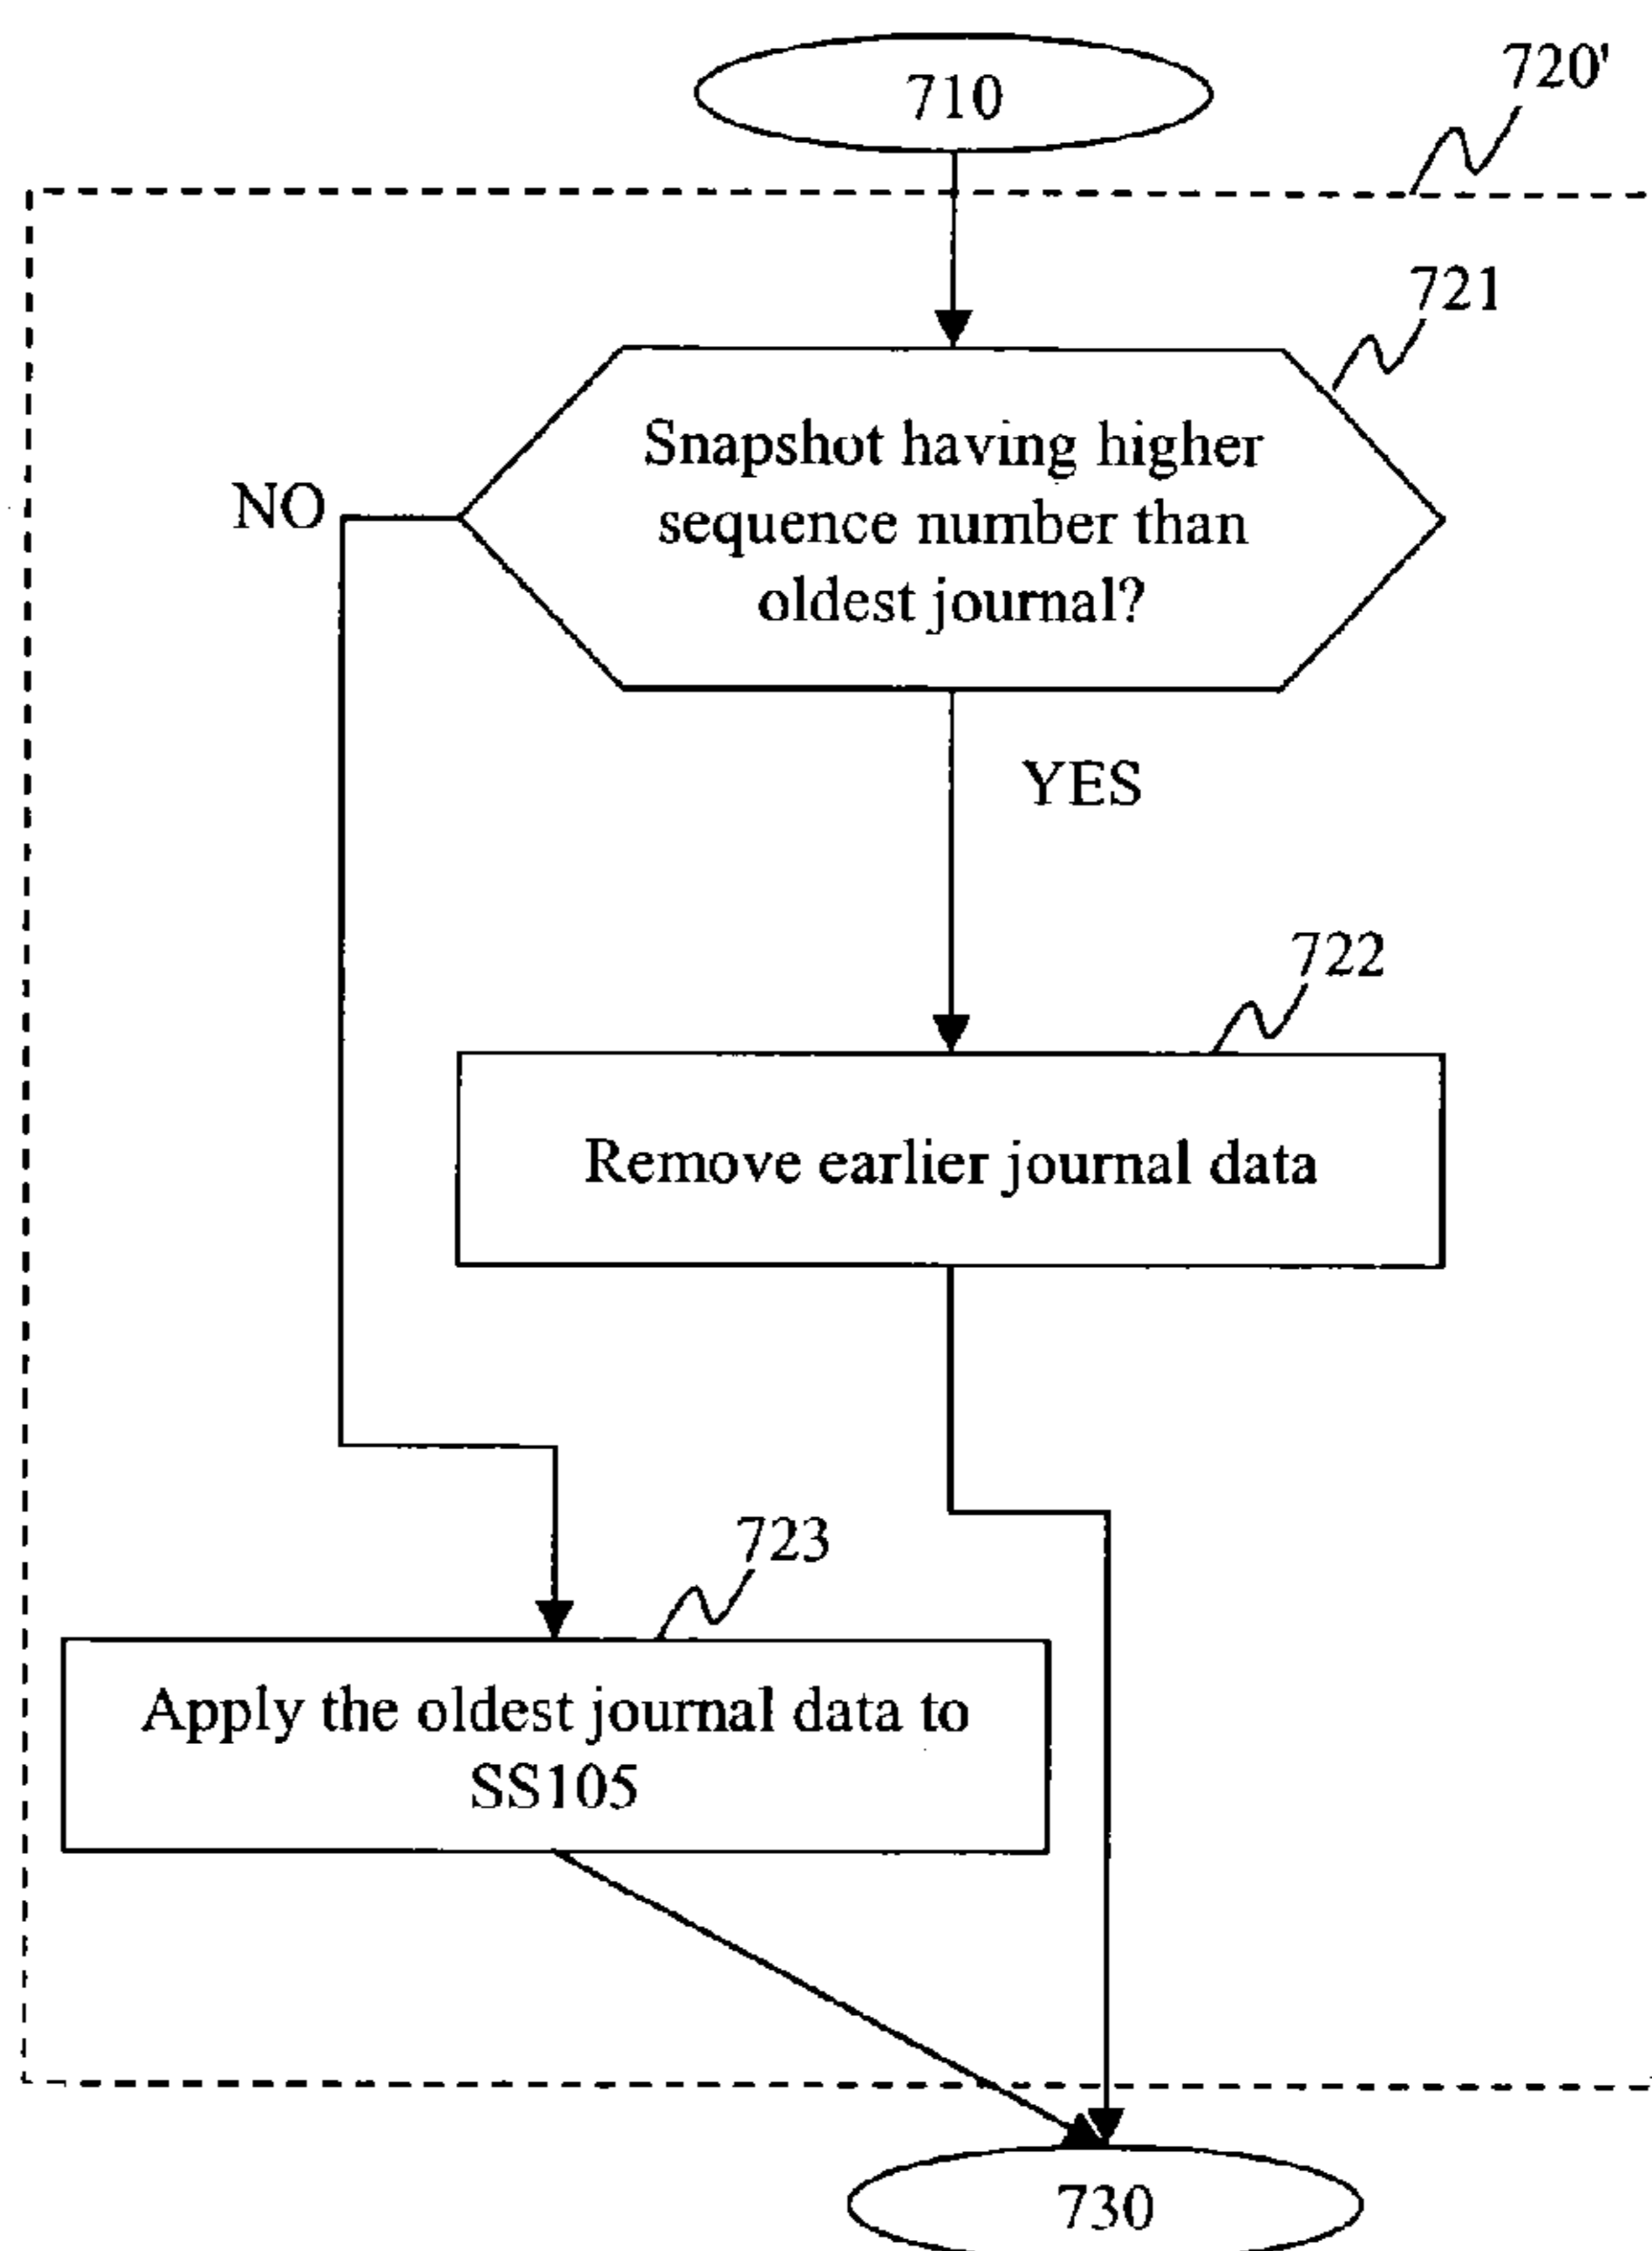 710
720'
721
Snapshot having higher
sequence number than
oldest journal?
NO
YES
722
Remove earlier journal data
723
Apply the oldest journal data to
SS105
730